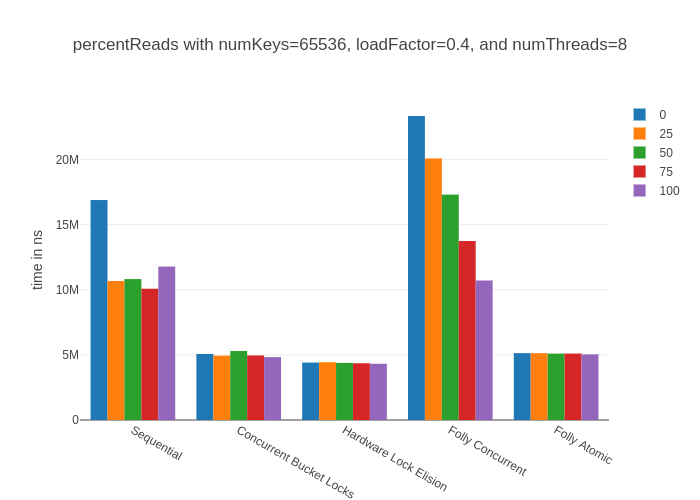 percentReads with numKeys=65536, loadFactor=0.4, and numThreads=8
0
25
50
75
100
time in ns
20M
15M
10M
5M
0
Sequential
Concurrent Bucket Locks
Hardware Lock Elision
Folly Concurrent
Folly Atomic